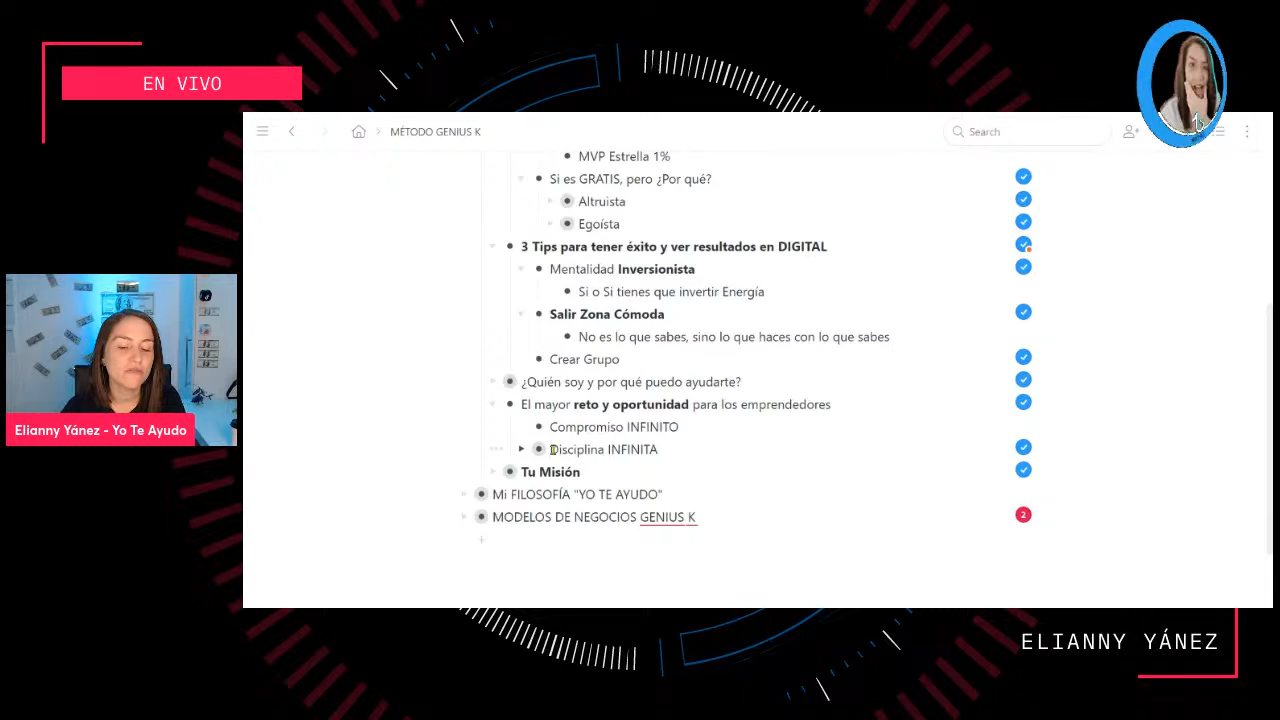 EN VIVO
MÉTODO GENIUS K
Search
MVP Estrella 1%
Si es GRATIS, pero ¿Por qué?
Altruista
Egoísta
3 Tips para tener éxito y ver resultados en DIGITAL
Mentalidad Inversionista
Si o Si tienes que invertir Energía
Salir Zona Cómoda
No es lo que sabes, sino lo que haces con lo que sabes
Crear Grupo
¿Quién soy y por qué puedo ayudarte?
El mayor reto y oportunidad para los emprendedores
Compromiso INFINITO
Disciplina INFINITA
Tu Misión
Mi FILOSOFÍA "YO TE AYUDO"
MODELOS DE NEGOCIOS GENIUS K
2
Elianny Yánez - Yo Te Ayudo
ELIANNY YÁNEZ